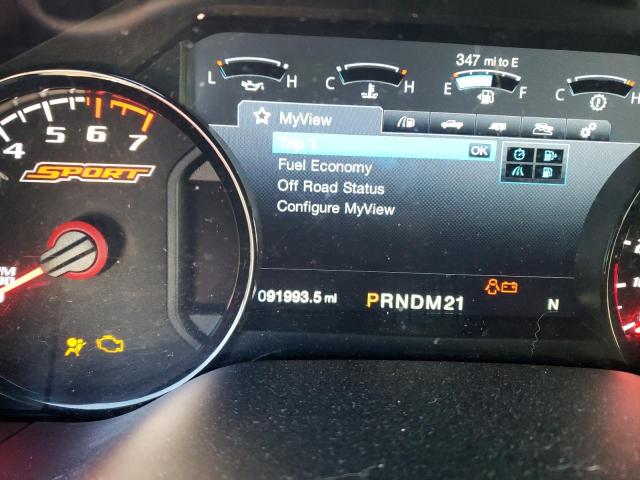 347 mi to E
L H C H E F C H
MyView
Trip 1 OK
Fuel Economy
Off Road Status
Configure MyView
4 5 6 7
SPORT
091993.5 mi PRNDM21 N